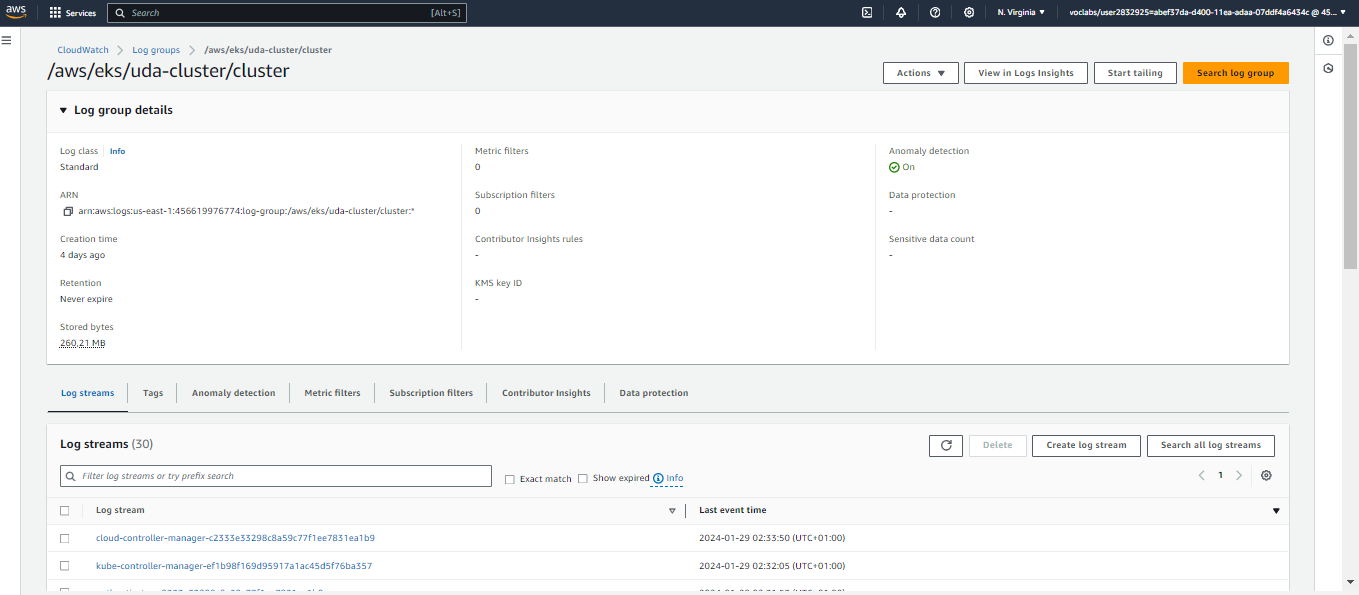 aws
Services
Search
[Alt+S]
N. Virginia
voclabs/user2832925=abef37da-d400-11ea-adaa-07ddf4a6434c @ 45...
CloudWatch
Log groups
/aws/eks/uda-cluster/cluster
/aws/eks/uda-cluster/cluster
Actions
View in Logs Insights
Start tailing
Search log group
Log group details
Log class
Info
Standard
ARN
arn:aws:logs:us-east-1:456619976774:log-group:/aws/eks/uda-cluster/cluster:*
Creation time
4 days ago
Retention
Never expire
Stored bytes
260.21 MB
Metric filters
0
Subscription filters
0
Contributor Insights rules
-
KMS key ID
-
Anomaly detection
On
Data protection
-
Sensitive data count
-
Log streams
Tags
Anomaly detection
Metric filters
Subscription filters
Contributor Insights
Data protection
Log streams (30)
Delete
Create log stream
Search all log streams
Filter log streams or try prefix search
Exact match
Show expired
Info
1
Log stream
Last event time
cloud-controller-manager-c2333e33298c8a59c77f1ee7831ea1b9
2024-01-29 02:33:50 (UTC+01:00)
kube-controller-manager-ef1b98f169d95917a1ac45d5f76ba357
2024-01-29 02:32:05 (UTC+01:00)